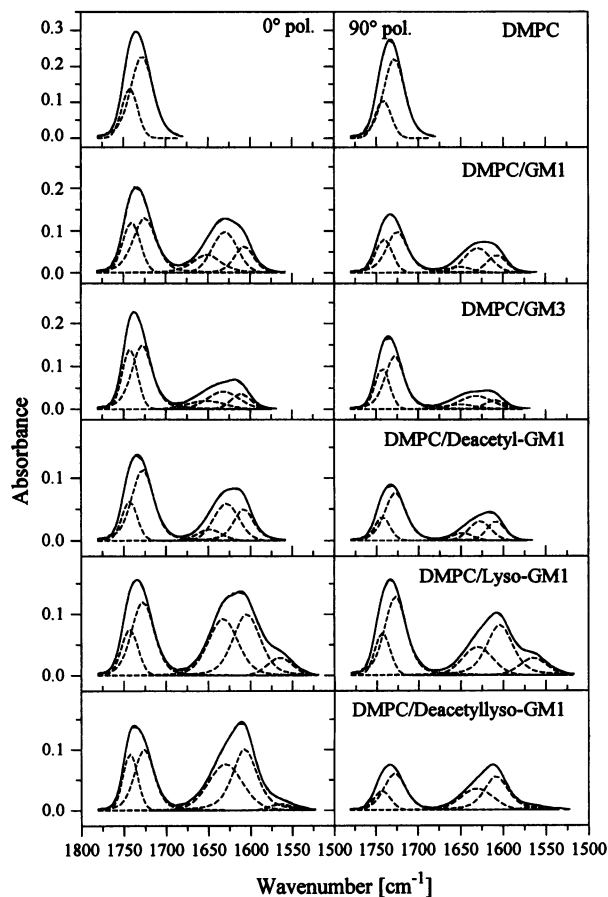 0° pol.
90° pol.
DMPC
0.3
0.2
0.1
0.0
DMPC/GM1
0.2
0.1
0.0
DMPC/GM3
0.2
0.1
0.0
DMPC/Deacetyl-GM1
0.1
0.0
DMPC/Lyso-GM1
0.1
0.0
DMPC/Deacetyllyso-GM1
0.1
0.0
Absorbance
1800 1750 1700 1650 1600 1550 1500 1750 1700 1650 1600 1550 1500
Wavenumber [cm⁻¹]